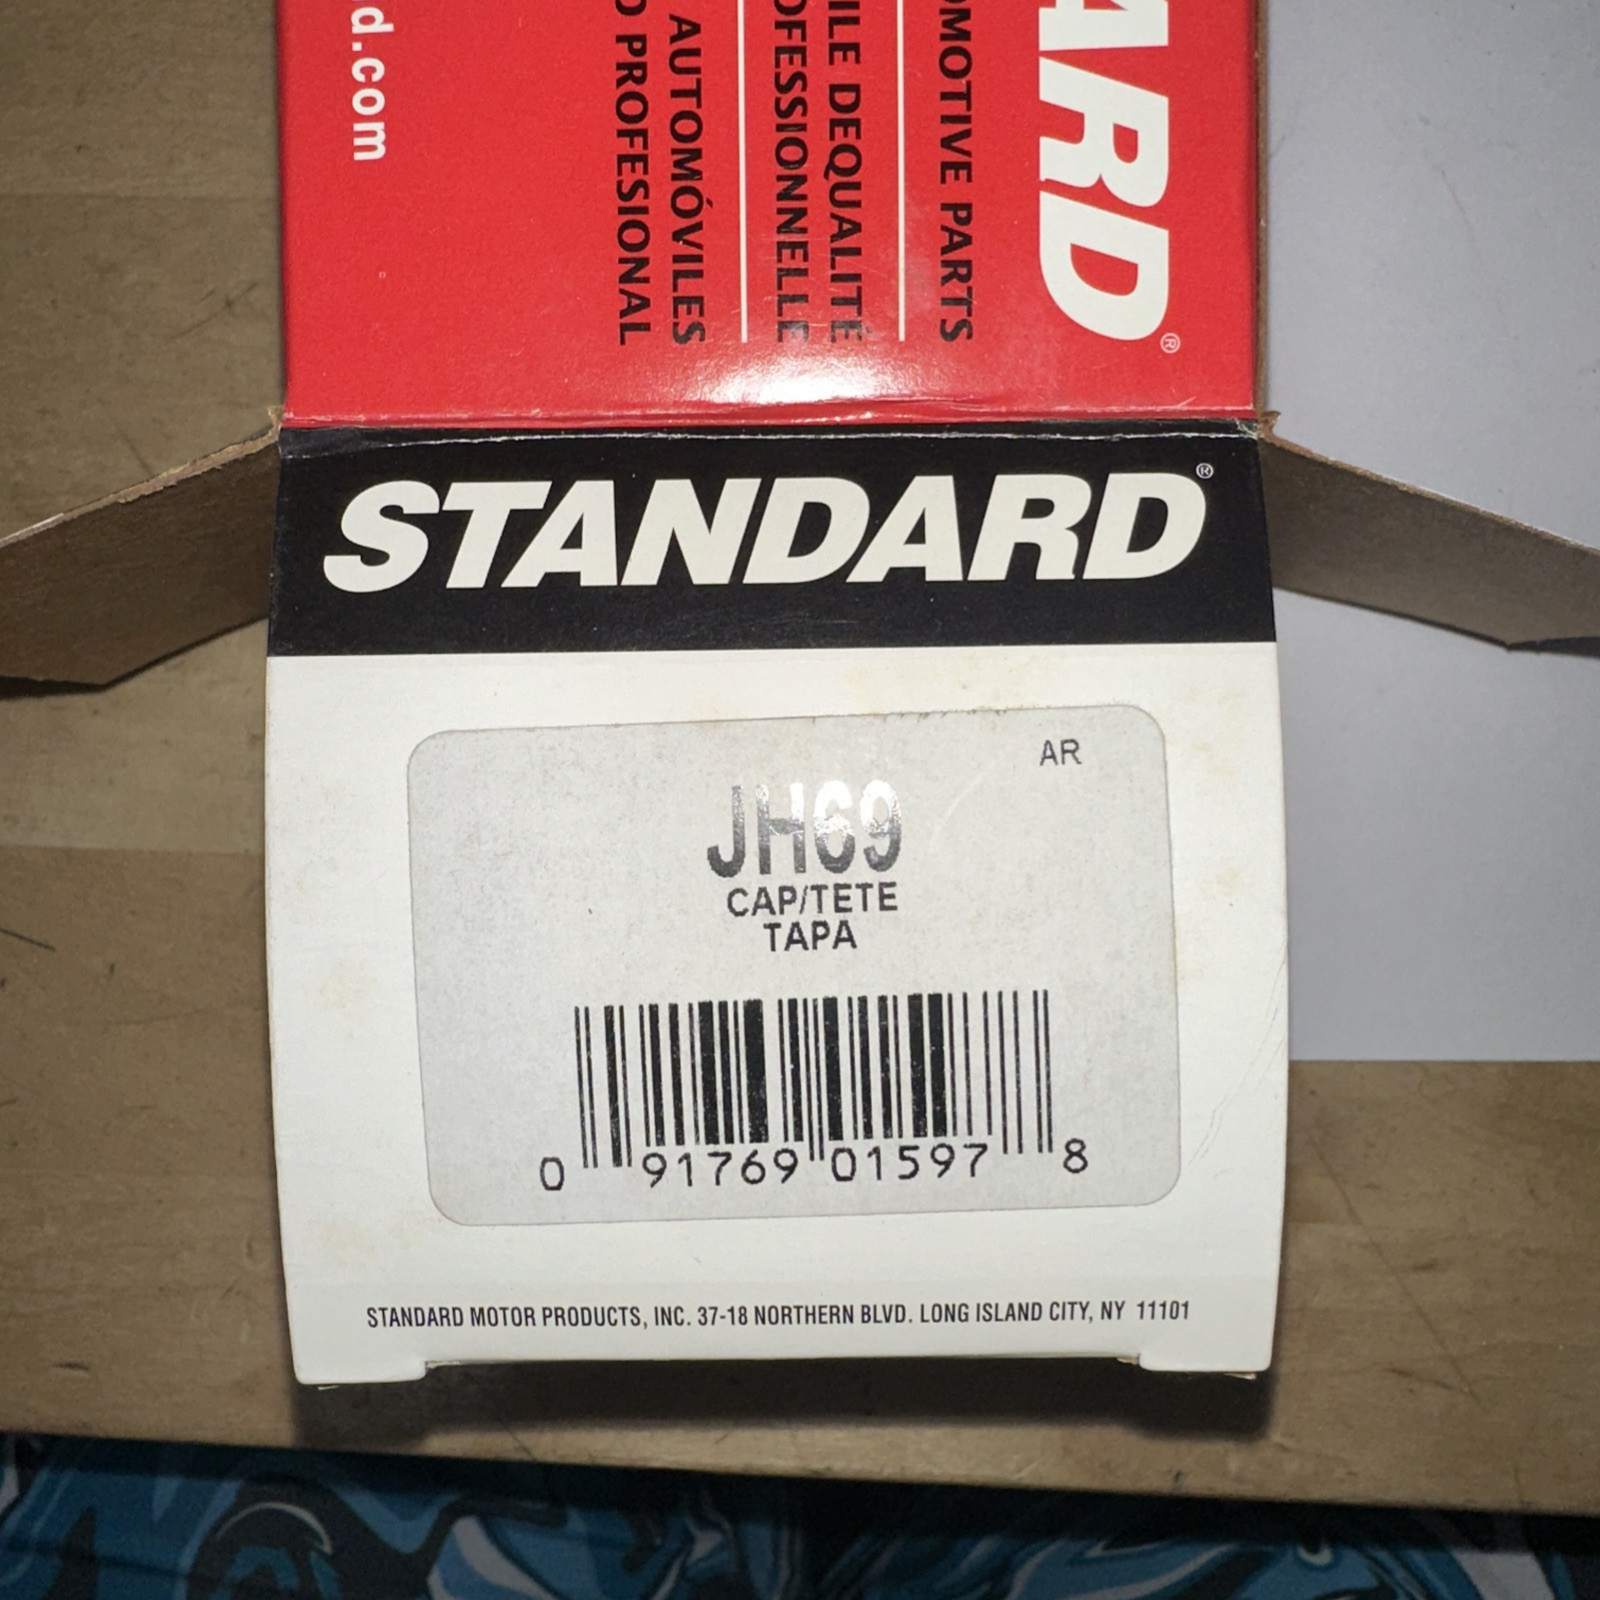 ARD®
OMOTIVE PARTS
ILE DEQUALITÉ
OFESSIONNELLE
AUTOMÓVILES
O PROFESIONAL
d.com
STANDARD®
AR
JH69
CAP/TETE
TAPA
0 91769 01597 8
STANDARD MOTOR PRODUCTS, INC. 37-18 NORTHERN BLVD. LONG ISLAND CITY, NY 11101